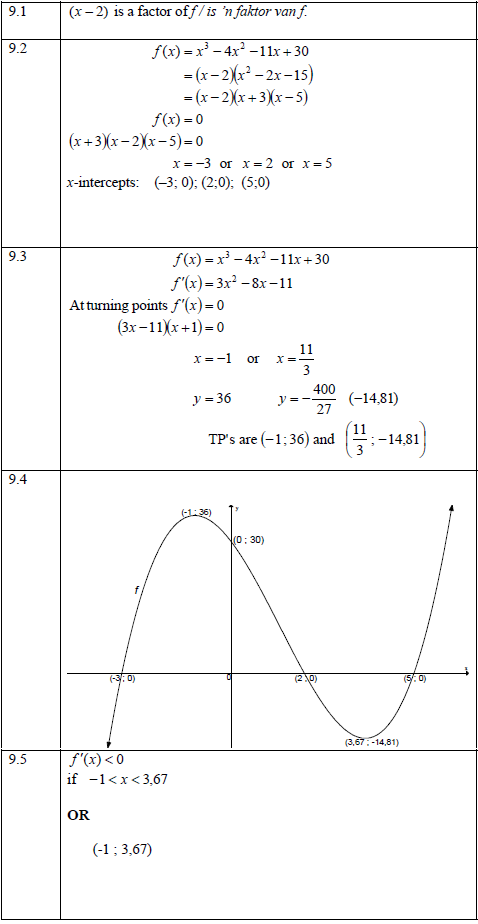 9.1 (x – 2) is a factor of f / is 'n faktor van f.
9.2 f(x) = x³ – 4x² – 11x + 30
= (x – 2)(x² – 2x – 15)
= (x – 2)(x + 3)(x – 5)
f(x) = 0
(x + 3)(x – 2)(x – 5) = 0
x = –3 or x = 2 or x = 5
x-intercepts: (–3; 0); (2;0); (5;0)
9.3 f(x) = x³ – 4x² – 11x + 30
f′(x) = 3x² – 8x – 11
At turning points f′(x) = 0
(3x – 11)(x + 1) = 0
x = –1 or x = 11/3
y = 36 y = –400/27 (–14,81)
TP's are (–1; 36) and (11/3 ; –14,81)
9.4
(-1 ; 36) y
(0 ; 30)
f
x
(-3 ; 0) 0 (2 ; 0) (5 ; 0)
(3,67 ; -14,81)
9.5 f′(x) < 0
if –1 < x < 3,67
OR
(-1 ; 3,67)